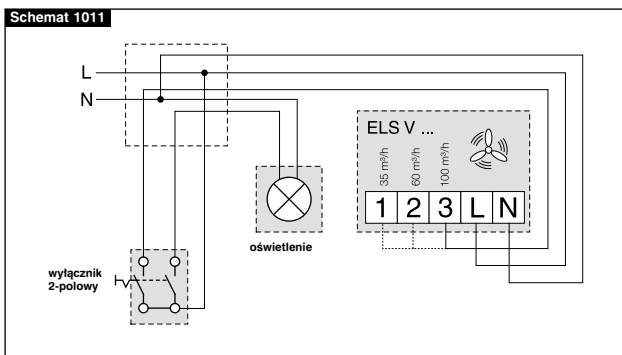 Schemat 1011
L
N
ELS V ...
35 m³/h
60 m³/h
100 m³/h
1 2 3 L N
oświetlenie
wyłącznik
2-polowy